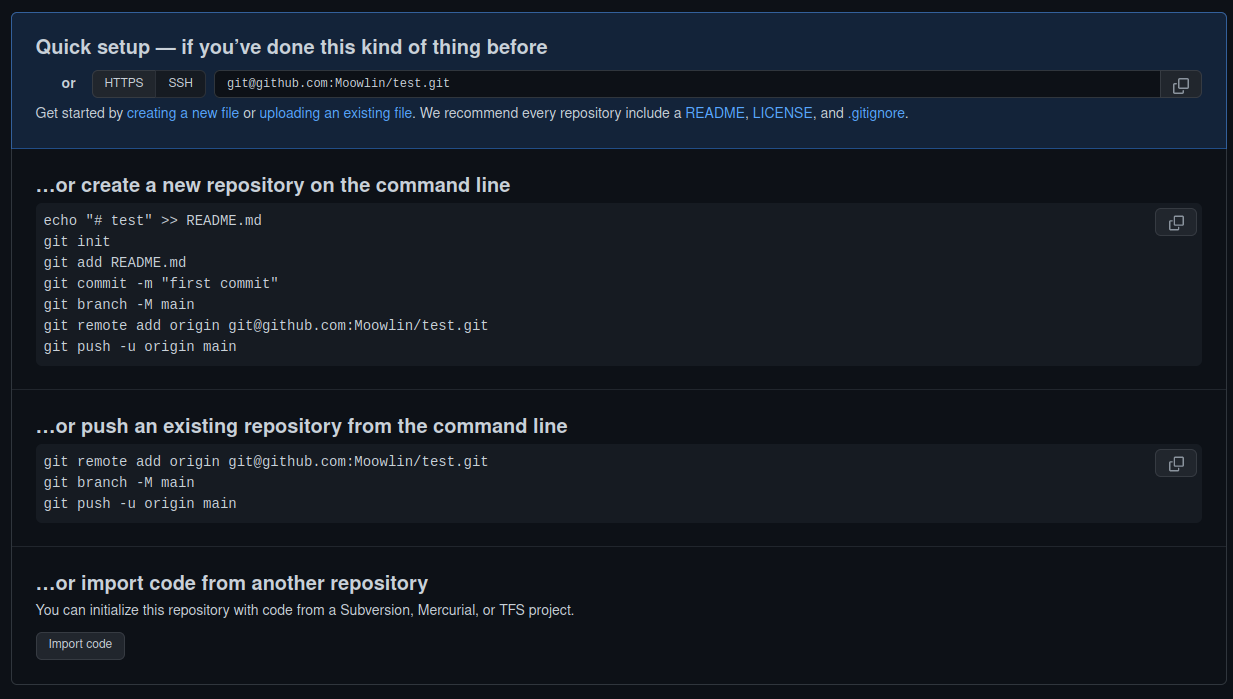 Quick setup — if you’ve done this kind of thing before
or HTTPS SSH git@github.com:Moowlin/test.git
Get started by creating a new file or uploading an existing file. We recommend every repository include a README, LICENSE, and .gitignore.
…or create a new repository on the command line
echo "# test" >> README.md
git init
git add README.md
git commit -m "first commit"
git branch -M main
git remote add origin git@github.com:Moowlin/test.git
git push -u origin main
…or push an existing repository from the command line
git remote add origin git@github.com:Moowlin/test.git
git branch -M main
git push -u origin main
…or import code from another repository
You can initialize this repository with code from a Subversion, Mercurial, or TFS project.
Import code